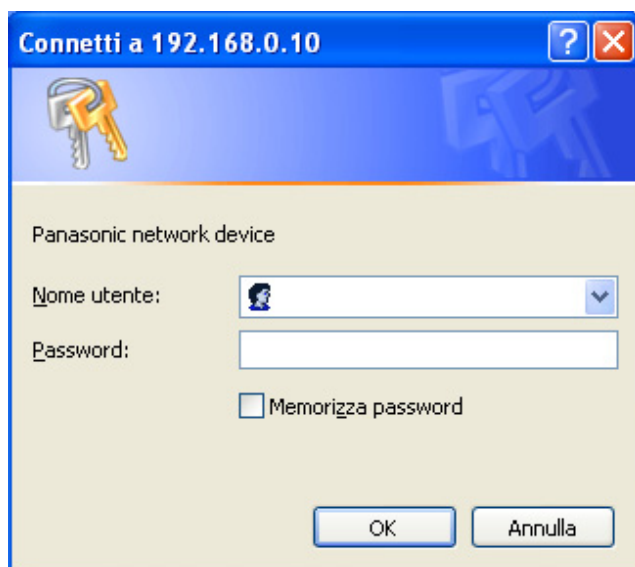 Connetti a 192.168.0.10
Panasonic network device
Nome utente:
Password:
Memorizza password
OK Annulla